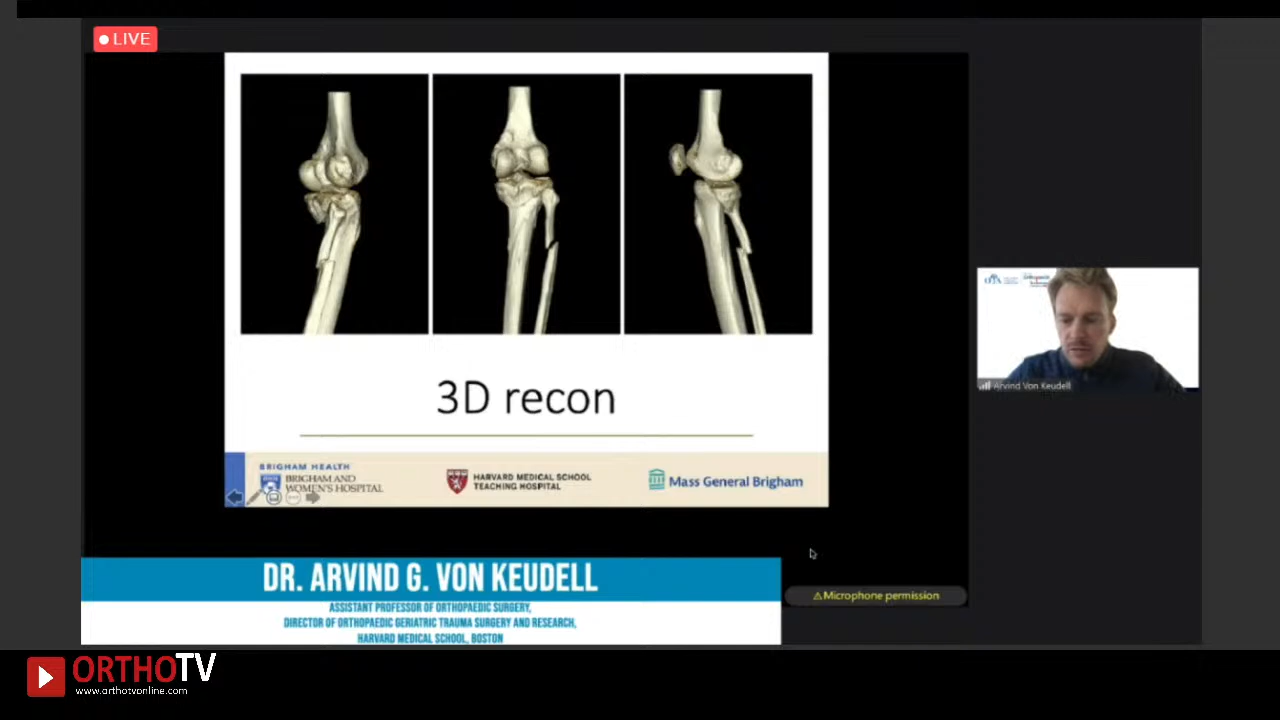 LIVE
3D recon
BRIGHAM HEALTH
BRIGHAM AND
WOMEN'S HOSPITAL
HARVARD MEDICAL SCHOOL
TEACHING HOSPITAL
Mass General Brigham
Arvind Von Keudell
DR. ARVIND G. VON KEUDELL
ASSISTANT PROFESSOR OF ORTHOPAEDIC SURGERY,
DIRECTOR OF ORTHOPAEDIC GERIATRIC TRAUMA SURGERY AND RESEARCH,
HARVARD MEDICAL SCHOOL, BOSTON
⚠Microphone permission
ORTHOTV
www.orthotvonline.com